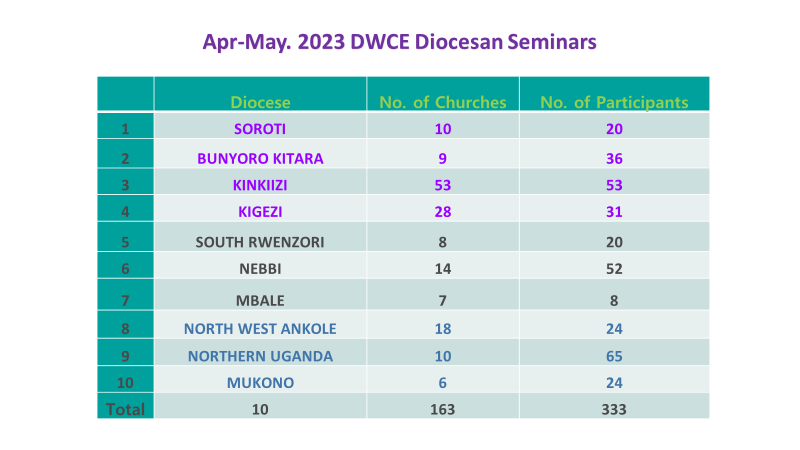 Apr-May. 2023 DWCE Diocesan Seminars
Diocese No. of Churches No. of Participants
1 SOROTI 10 20
2 BUNYORO KITARA 9 36
3 KINKIIZI 53 53
4 KIGEZI 28 31
5 SOUTH RWENZORI 8 20
6 NEBBI 14 52
7 MBALE 7 8
8 NORTH WEST ANKOLE 18 24
9 NORTHERN UGANDA 10 65
10 MUKONO 6 24
Total 10 163 333